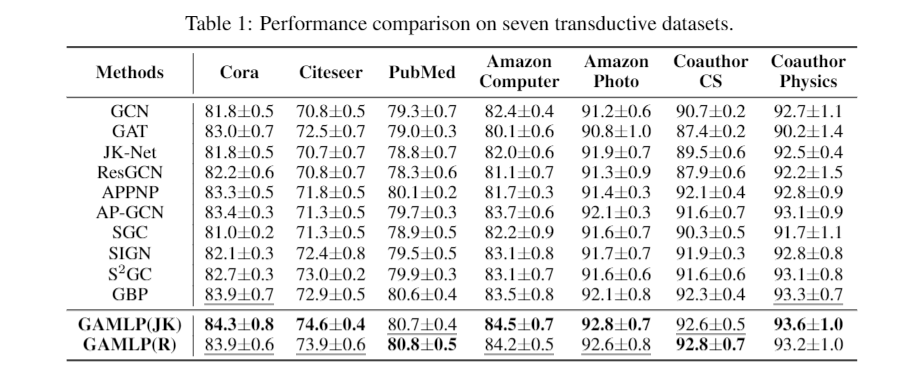 Table 1: Performance comparison on seven transductive datasets.
Methods Cora Citeseer PubMed Amazon Computer Amazon Photo Coauthor CS Coauthor Physics
GCN 81.8±0.5 70.8±0.5 79.3±0.7 82.4±0.4 91.2±0.6 90.7±0.2 92.7±1.1
GAT 83.0±0.7 72.5±0.7 79.0±0.3 80.1±0.6 90.8±1.0 87.4±0.2 90.2±1.4
JK-Net 81.8±0.5 70.7±0.7 78.8±0.7 82.0±0.6 91.9±0.7 89.5±0.6 92.5±0.4
ResGCN 82.2±0.6 70.8±0.7 78.3±0.6 81.1±0.7 91.3±0.9 87.9±0.6 92.2±1.5
APPNP 83.3±0.5 71.8±0.5 80.1±0.2 81.7±0.3 91.4±0.3 92.1±0.4 92.8±0.9
AP-GCN 83.4±0.3 71.3±0.5 79.7±0.3 83.7±0.6 92.1±0.3 91.6±0.7 93.1±0.9
SGC 81.0±0.2 71.3±0.5 78.9±0.5 82.2±0.9 91.6±0.7 90.3±0.5 91.7±1.1
SIGN 82.1±0.3 72.4±0.8 79.5±0.5 83.1±0.8 91.7±0.7 91.9±0.3 92.8±0.8
S²GC 82.7±0.3 73.0±0.2 79.9±0.3 83.1±0.7 91.6±0.6 91.6±0.6 93.1±0.8
GBP 83.9±0.7 72.9±0.5 80.6±0.4 83.5±0.8 92.1±0.8 92.3±0.4 93.3±0.7
GAMLP(JK) 84.3±0.8 74.6±0.4 80.7±0.4 84.5±0.7 92.8±0.7 92.6±0.5 93.6±1.0
GAMLP(R) 83.9±0.6 73.9±0.6 80.8±0.5 84.2±0.5 92.6±0.8 92.8±0.7 93.2±1.0